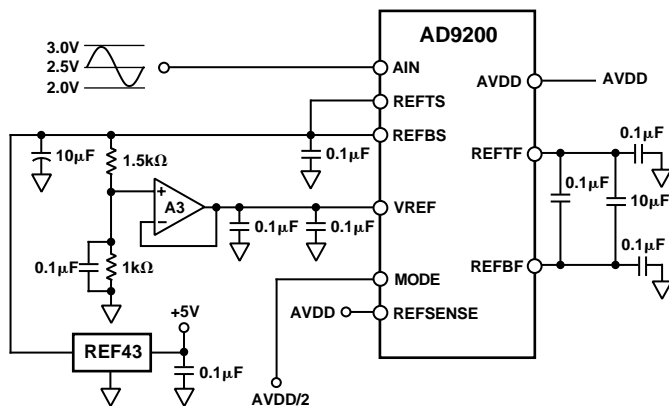 AD9200
3.0V
2.5V
2.0V
AIN
AVDD
AVDD
REFTS
REFBS
10μF
1.5kΩ
0.1μF
REFTF
0.1μF
A3
+
−
0.1μF
0.1μF
VREF
0.1μF
10μF
0.1μF
1kΩ
0.1μF
REFBF
MODE
AVDD
REFSENSE
+5V
REF43
0.1μF
AVDD/2